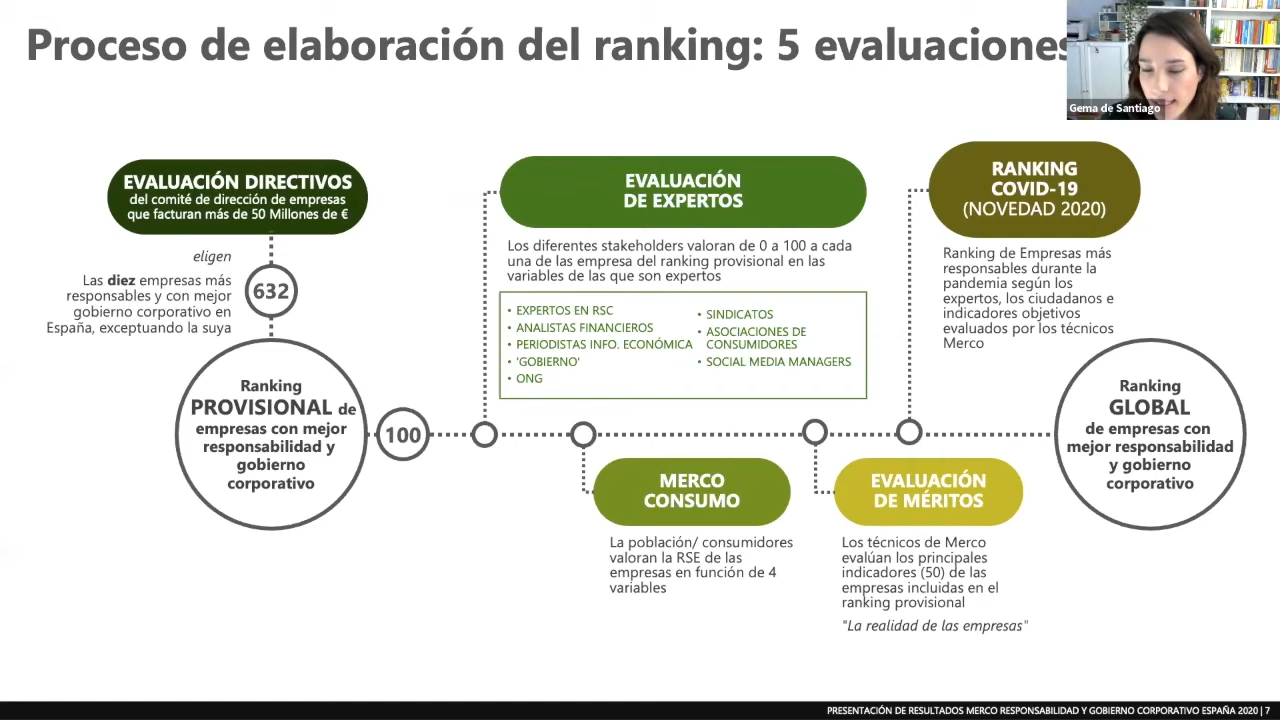 Proceso de elaboración del ranking: 5 evaluaciones
Gema de Santiago
EVALUACIÓN DIRECTIVOS
del comité de dirección de empresas
que facturan más de 50 Millones de €
eligen
Las diez empresas más
responsables y con mejor
gobierno corporativo en
España, exceptuando la suya
632
Ranking
PROVISIONAL de
empresas con mejor
responsabilidad y
gobierno
corporativo
100
EVALUACIÓN
DE EXPERTOS
Los diferentes stakeholders valoran de 0 a 100 a cada
una de las empresa del ranking provisional en las
variables de las que son expertos
• EXPERTOS EN RSC
• ANALISTAS FINANCIEROS
• PERIODISTAS INFO. ECONÓMICA
• 'GOBIERNO'
• ONG
• SINDICATOS
• ASOCIACIONES DE
CONSUMIDORES
• SOCIAL MEDIA MANAGERS
MERCO
CONSUMO
La población/ consumidores
valoran la RSE de las
empresas en función de 4
variables
EVALUACIÓN
DE MÉRITOS
Los técnicos de Merco
evalúan los principales
indicadores (50) de las
empresas incluidas en el
ranking provisional
"La realidad de las empresas"
RANKING
COVID-19
(NOVEDAD 2020)
Ranking de Empresas más
responsables durante la
pandemia según los
expertos, los ciudadanos e
indicadores objetivos
evaluados por los técnicos
Merco
Ranking
GLOBAL
de empresas con
mejor responsabilidad
y gobierno
corporativo
PRESENTACIÓN DE RESULTADOS MERCO RESPONSABILIDAD Y GOBIERNO CORPORATIVO ESPAÑA 2020 | 7